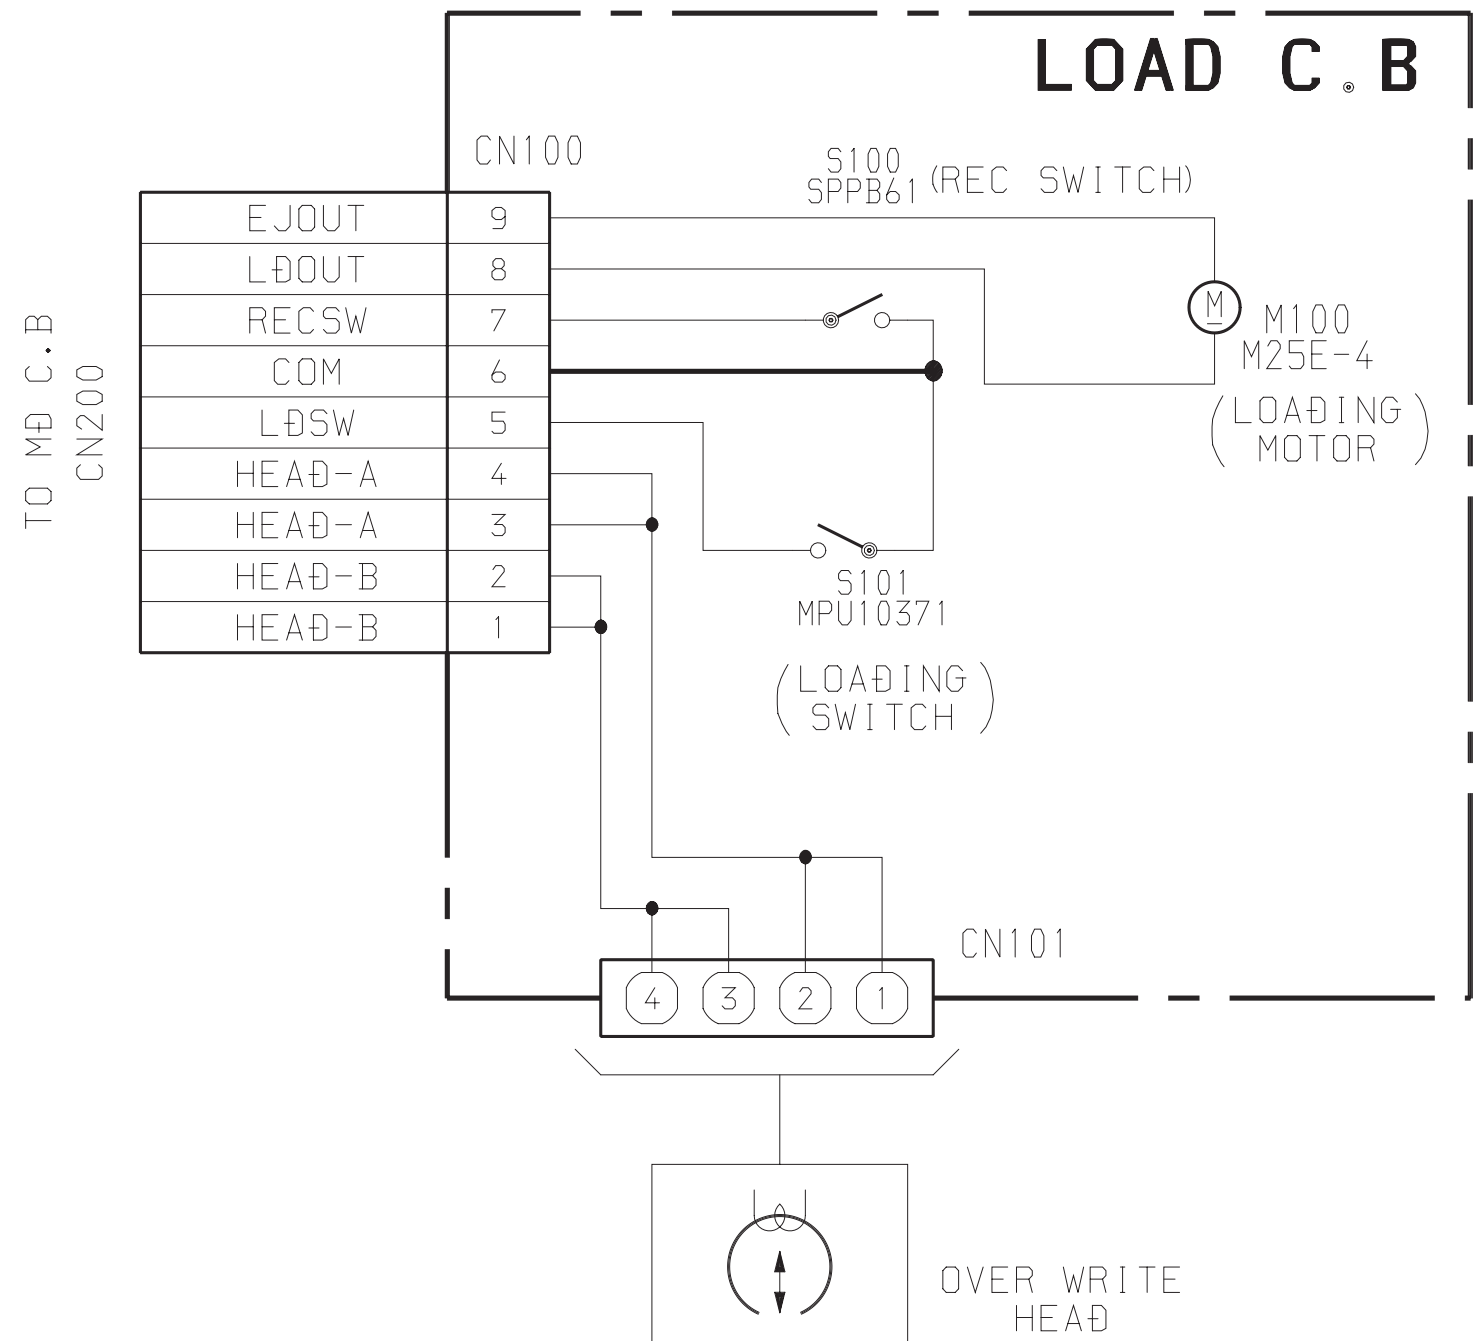 LOAD C.B
CN100
S100
SPPB61 (REC SWITCH)
EJOUT 9
LDOUT 8
RECSW 7
COM 6
LDSW 5
HEAD-A 4
HEAD-A 3
HEAD-B 2
HEAD-B 1
TO MD C.B
CN200
M
M100
M25E-4
(LOADING
MOTOR)
S101
MPU10371
(LOADING
SWITCH)
CN101
4 3 2 1
OVER WRITE
HEAD